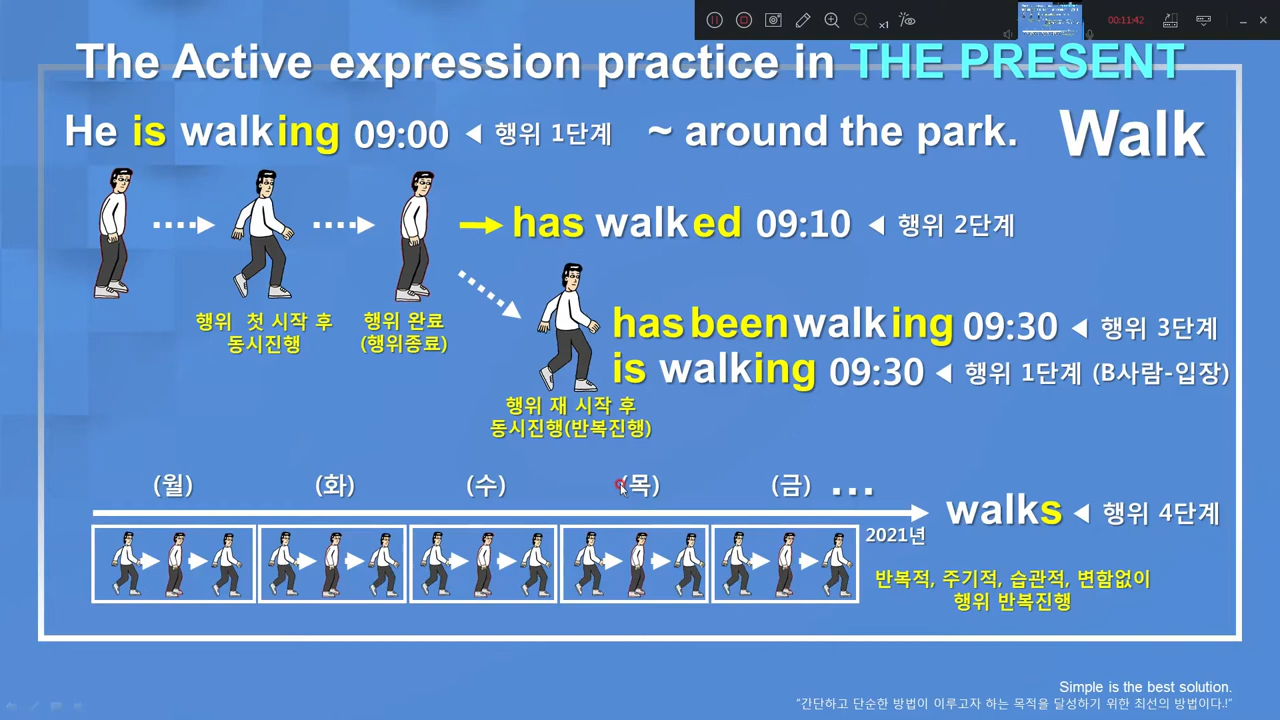 x1
00:11:42
The Active expression practice in THE PRESENT
He is walking 09:00 ◀ 행위 1단계 ~ around the park. Walk
has walked 09:10 ◀ 행위 2단계
행위 첫 시작 후
동시진행
행위 완료
(행위종료)
has been walking 09:30 ◀ 행위 3단계
is walking 09:30 ◀ 행위 1단계 (B사람-입장)
행위 재 시작 후
동시진행(반복진행)
(월) (화) (수) (목) (금) ...
walks ◀ 행위 4단계
2021년
반복적, 주기적, 습관적, 변함없이
행위 반복진행
Simple is the best solution.
"간단하고 단순한 방법이 이루고자 하는 목적을 달성하기 위한 최선의 방법이다.!"